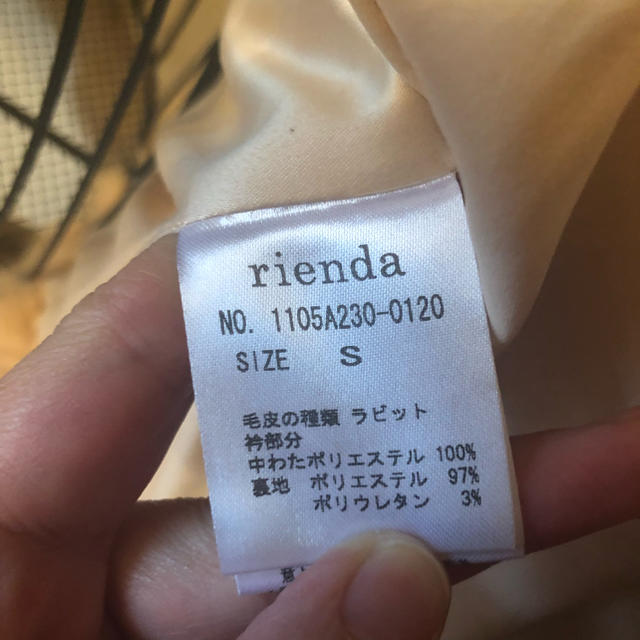 rienda
NO. 1105A230-0120
SIZE S
毛皮の種類 ラビット
衿部分
中わたポリエステル 100%
裏地 ポリエステル 97%
ポリウレタン 3%